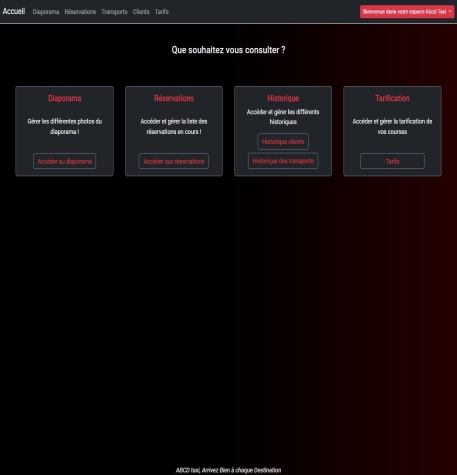 Accueil Diaporama Réservations Transports Clients Tarifs
Bienvenue dans votre espace Abcd Taxi
Que souhaitez vous consulter ?
Diaporama
Gérer les différentes photos du
diaporama !
Accéder au diaporama
Réservations
Accéder et gérer la liste des
réservations en cours !
Accéder aux réservations
Historique
Accéder et gérer les différents
historiques
Historique clients
Historique des transports
Tarification
Accéder et gérer la tarification de
vos courses
Tarifs
ABCD taxi, Arrivez Bien à chaque Destination